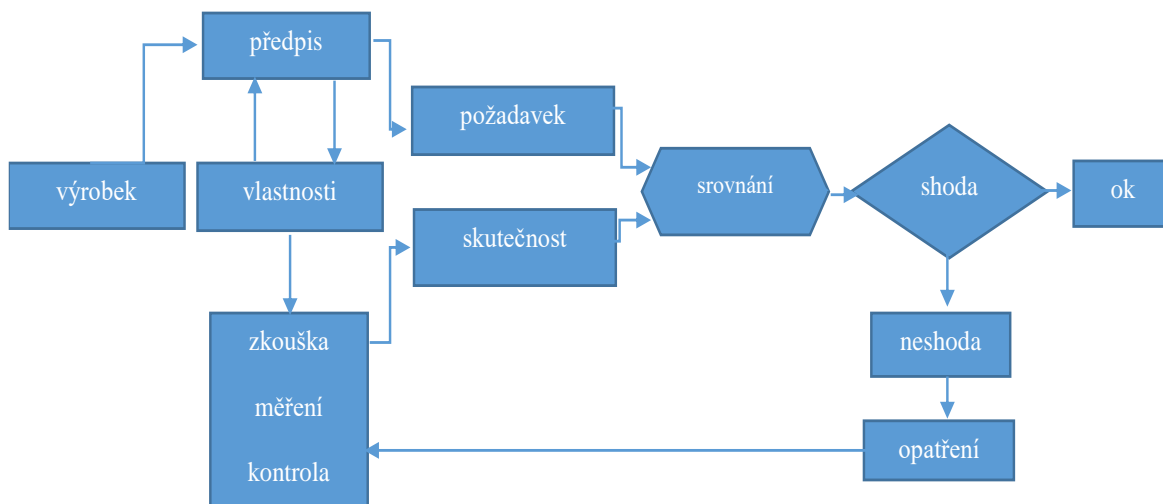 předpis
požadavek
výrobek
vlastnosti
srovnání
shoda
ok
skutečnost
zkouška
měření
kontrola
neshoda
opatření